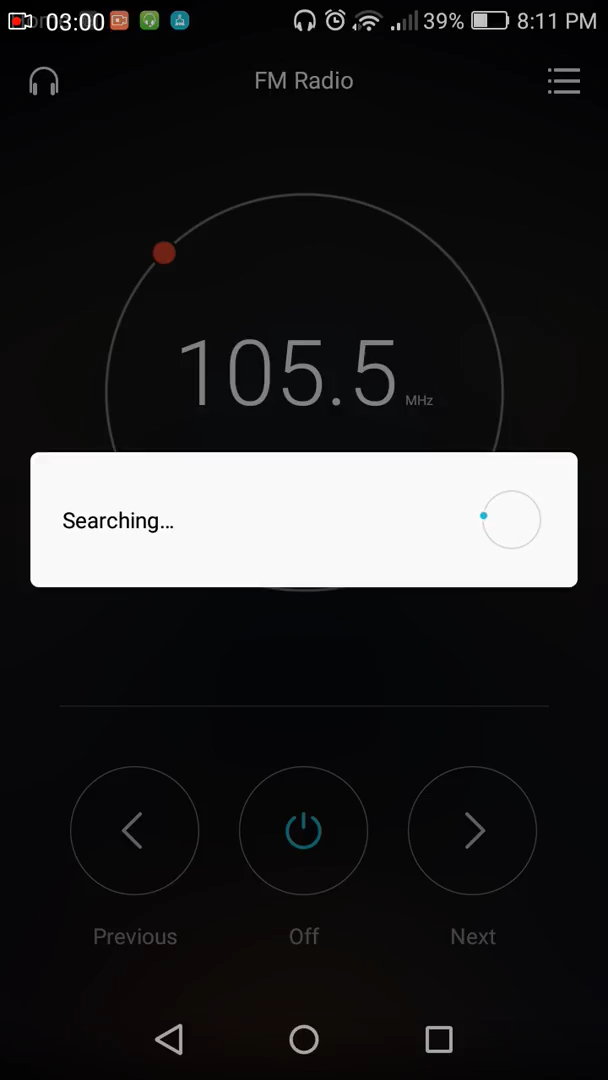 03:00 39% 8:11 PM
FM Radio
105.5 MHz
Searching...
Previous Off Next